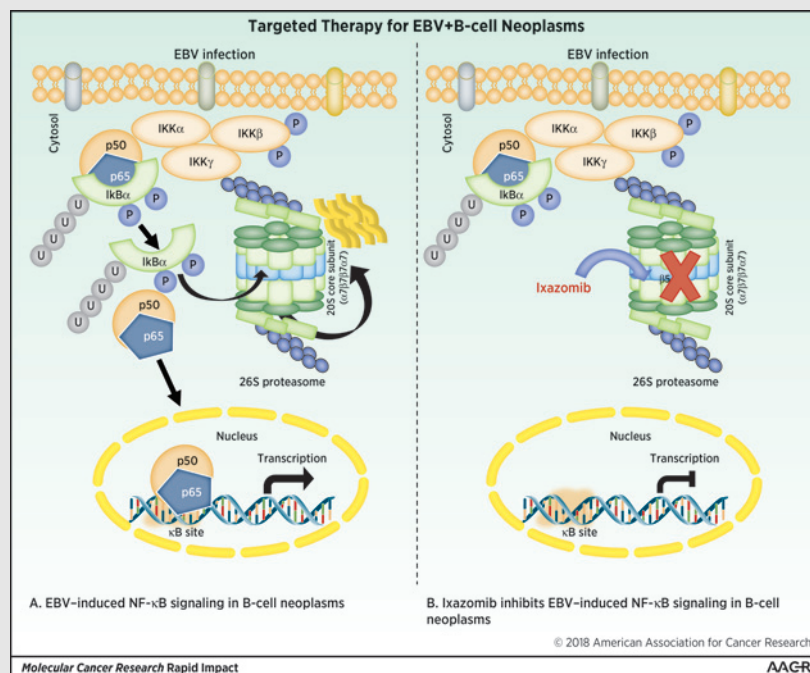 Targeted Therapy for EBV+B-cell Neoplasms
EBV infection
Cytosol
p50
p65
IkBα
IKKα
IKKβ
IKKγ
P
P
P
P
U
U
U
U
U
IkBα
P
P
U
U
U
U
U
p50
p65
20S core subunit
(α7β7β7α7)
26S proteasome
Nucleus
p50
p65
Transcription
κB site
A. EBV–induced NF-κB signaling in B-cell neoplasms
EBV infection
Cytosol
p50
p65
IkBα
IKKα
IKKβ
IKKγ
P
P
P
P
U
U
U
U
U
Ixazomib
β5
20S core subunit
(α7β7β7α7)
26S proteasome
Nucleus
Transcription
κB site
B. Ixazomib inhibits EBV–induced NF-κB signaling in B-cell
neoplasms
© 2018 American Association for Cancer Research
Molecular Cancer Research Rapid Impact
AACR